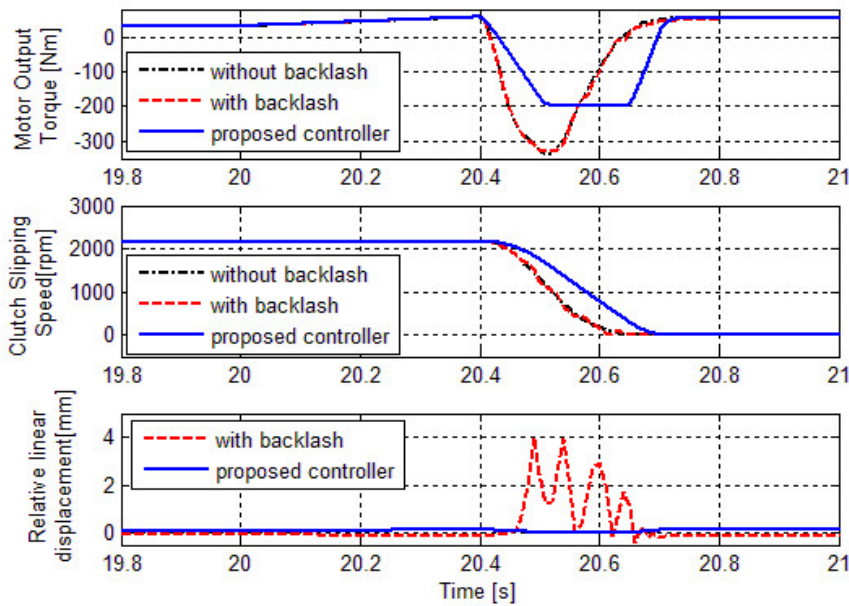 Motor Output
Torque [Nm]
0
-100
-200
-300
without backlash
with backlash
proposed controller
19.8 20 20.2 20.4 20.6 20.8 21
Clutch Slipping
Speed[rpm]
3000
2000
1000
0
without backlash
with backlash
proposed controller
19.8 20 20.2 20.4 20.6 20.8 21
Relative linear
displacement[mm]
4
2
0
with backlash
proposed controller
19.8 20 20.2 20.4 20.6 20.8 21
Time [s]